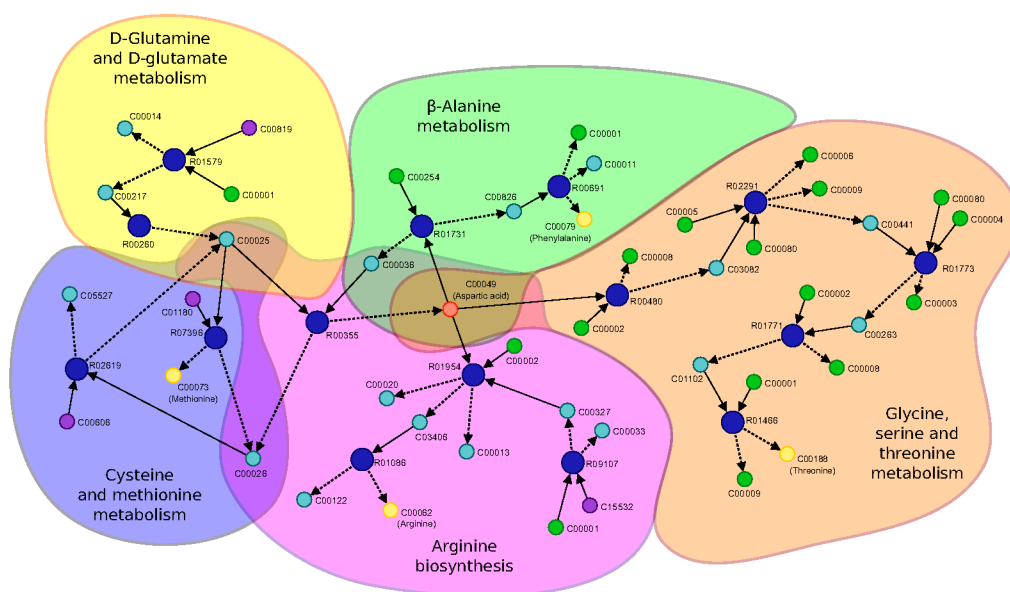 D-Glutamine
and D-glutamate
metabolism
C00014
C00819
R01579
C00217
C00001
R00260
C00025
β-Alanine
metabolism
C00254
C00826
R01731
C00036
C00001
C00011
R00691
C00079
(Phenylalanine)
C00049
(Aspartic acid)
C00006
R02291
C00009
C00005
C00080
C03082
C00441
C00080
C00004
R01773
C00003
C00008
R00480
C00002
C00002
R01771
C00263
C00008
C01102
C00001
R01466
C00188
(Threonine)
C00009
Glycine,
serine and
threonine
metabolism
C05527
C01180
R07396
R00355
R02619
C00073
(Methionine)
C00606
C00026
Cysteine
and methionine
metabolism
R01954
C00002
C00020
C03406
C00013
C00327
C00033
R01086
R09107
C00122
C00062
(Arginine)
C15532
C00001
Arginine
biosynthesis